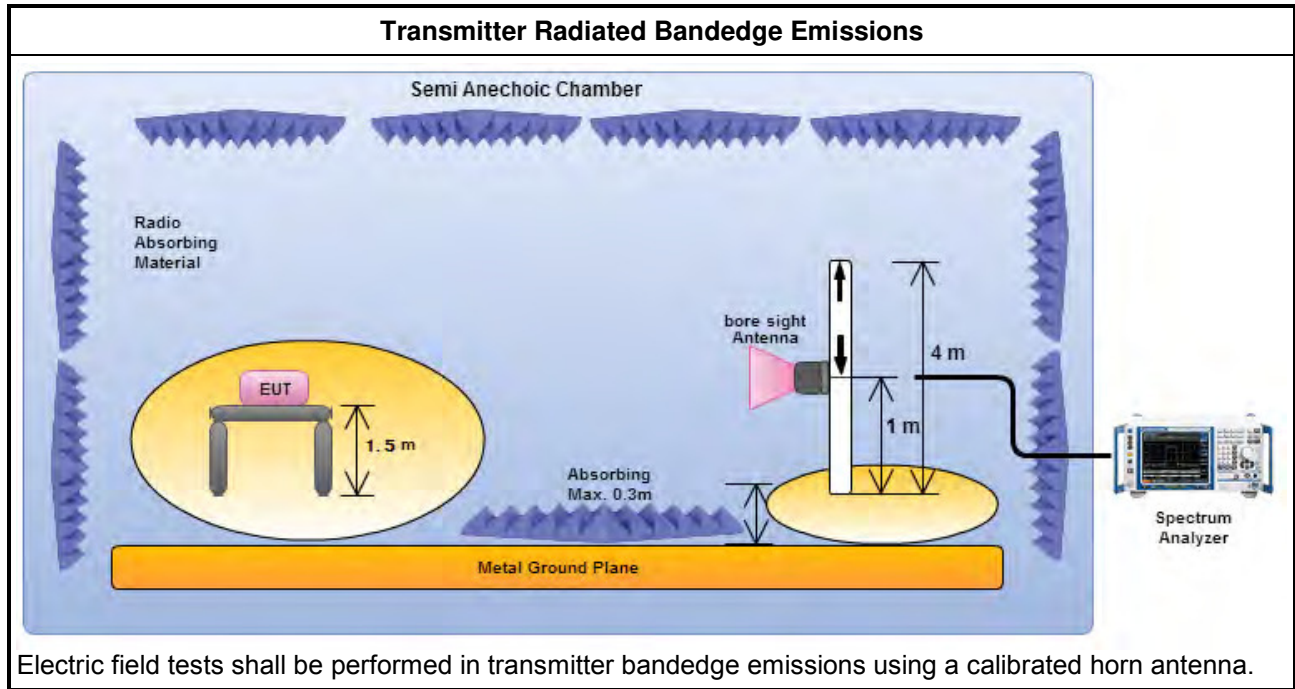 Transmitter Radiated Bandedge Emissions
Semi Anechoic Chamber
Radio
Absorbing
Material
bore sight
Antenna
4 m
EUT
1.5 m
1 m
Absorbing
Max. 0.3m
Spectrum
Analyzer
Metal Ground Plane
Electric field tests shall be performed in transmitter bandedge emissions using a calibrated horn antenna.